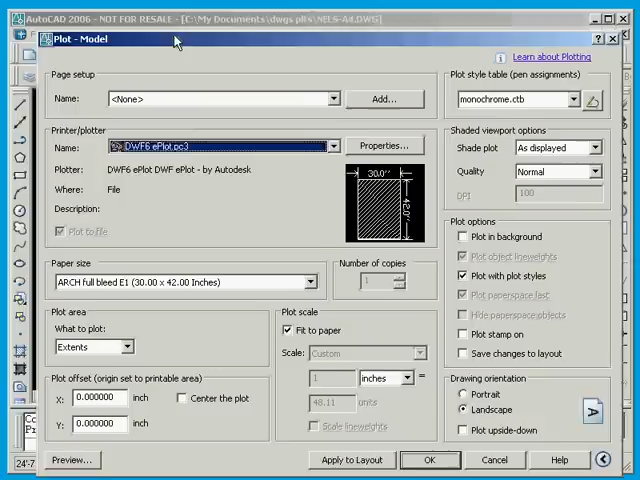 AutoCAD 2006 - NOT FOR RESALE - [C:\My Documents\dwgs plts\NELS-A4.DWG]
Plot - Model
Learn about Plotting
Page setup
Name: <None> Add...
Plot style table (pen assignments)
monochrome.ctb
Printer/plotter
Name: DWF6 ePlot.pc3 Properties...
Plotter: DWF6 ePlot DWF ePlot - by Autodesk
Where: File
Description:
Plot to file
30.0''
42.0''
Shaded viewport options
Shade plot As displayed
Quality Normal
DPI 100
Paper size
ARCH full bleed E1 (30.00 x 42.00 Inches)
Number of copies
1
Plot options
Plot in background
Plot object lineweights
Plot with plot styles
Plot paperspace last
Hide paperspace objects
Plot stamp on
Save changes to layout
Plot area
What to plot:
Extents
Plot scale
Fit to paper
Scale: Custom
1 inches =
48.11 units
Scale lineweights
Plot offset (origin set to printable area)
X: 0.000000 inch Center the plot
Y: 0.000000 inch
Drawing orientation
Portrait
Landscape
Plot upside-down
A
Preview... Apply to Layout OK Cancel Help